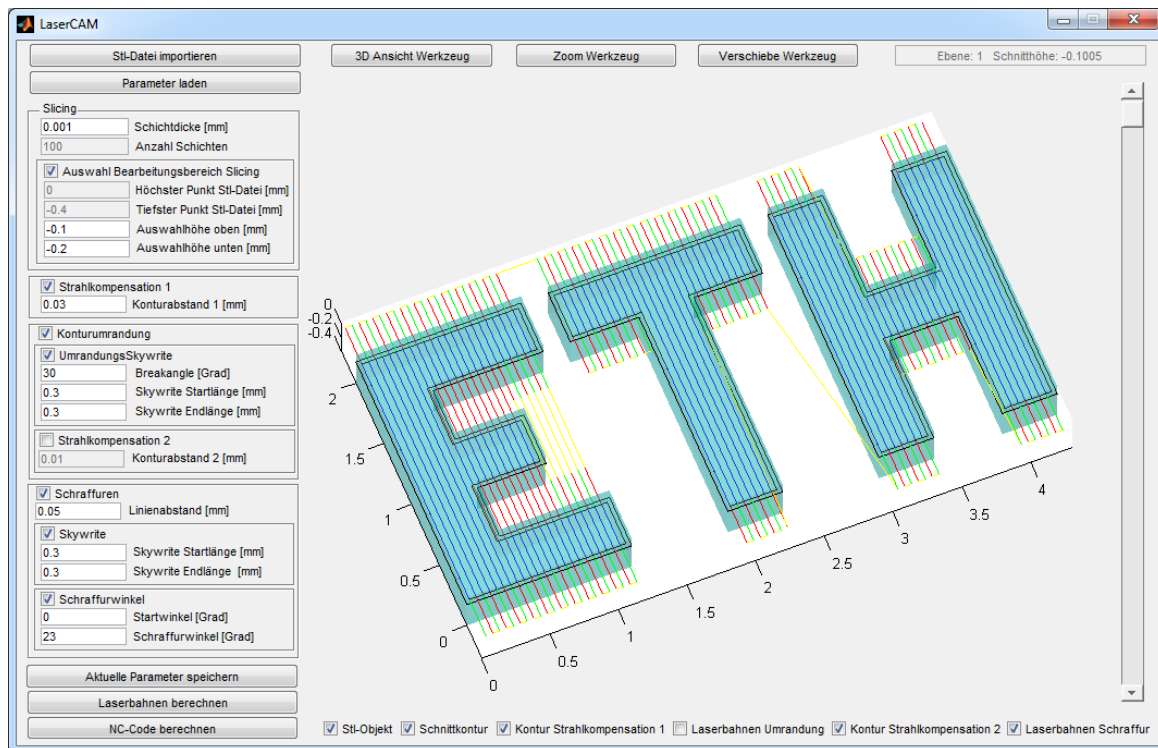 LaserCAM
Stl-Datei importieren
3D Ansicht Werkzeug
Zoom Werkzeug
Verschiebe Werkzeug
Ebene: 1 Schnitthöhe: -0.1005
Parameter laden
Slicing
0.001 Schichtdicke [mm]
100 Anzahl Schichten
Auswahl Bearbeitungsbereich Slicing
0 Höchster Punkt Stl-Datei [mm]
-0.4 Tiefster Punkt Stl-Datei [mm]
-0.1 Auswahlhöhe oben [mm]
-0.2 Auswahlhöhe unten [mm]
Strahlkompensation 1
0.03 Konturabstand 1 [mm]
Konturumrandung
UmrandungsSkywrite
30 Breakangle [Grad]
0.3 Skywrite Startlänge [mm]
0.3 Skywrite Endlänge [mm]
Strahlkompensation 2
0.01 Konturabstand 2 [mm]
Schraffuren
0.05 Linienabstand [mm]
Skywrite
0.3 Skywrite Startlänge [mm]
0.3 Skywrite Endlänge [mm]
Schraffurwinkel
0 Startwinkel [Grad]
23 Schraffurwinkel [Grad]
Aktuelle Parameter speichern
Laserbahnen berechnen
NC-Code berechnen
0
-0.2
-0.4
2
1.5
1
0.5
0
0
0.5
1
1.5
2
2.5
3
3.5
4
ETH
Stl-Objekt
Schnittkontur
Kontur Strahlkompensation 1
Laserbahnen Umrandung
Kontur Strahlkompensation 2
Laserbahnen Schraffur